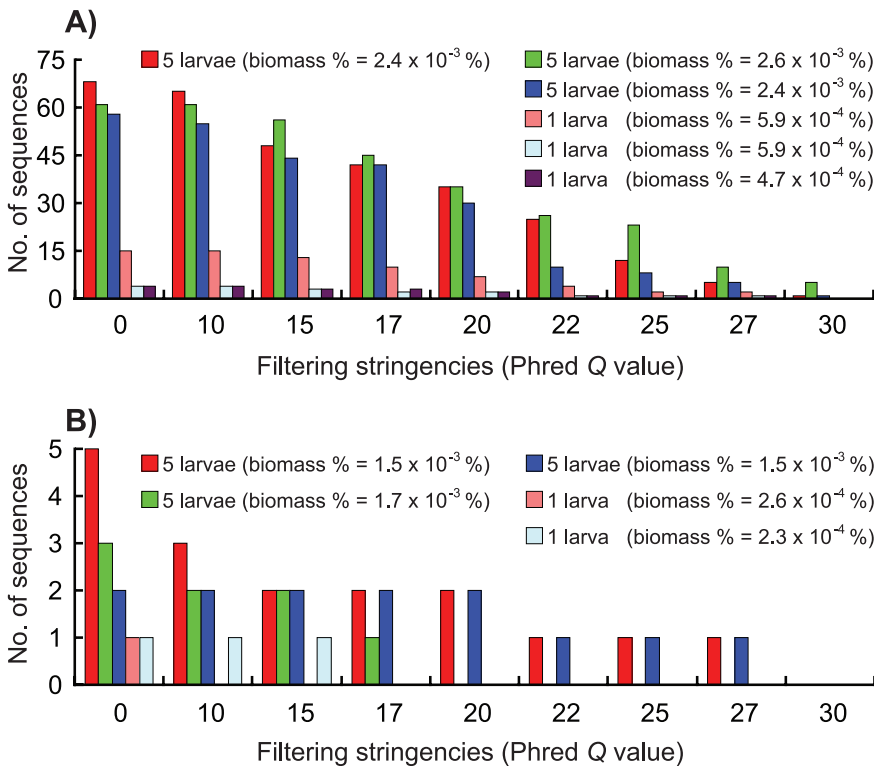 A)
No. of sequences
75
60
45
30
15
0
5 larvae (biomass % = 2.4 x 10⁻³ %)
5 larvae (biomass % = 2.6 x 10⁻³ %)
5 larvae (biomass % = 2.4 x 10⁻³ %)
1 larva (biomass % = 5.9 x 10⁻⁴ %)
1 larva (biomass % = 5.9 x 10⁻⁴ %)
1 larva (biomass % = 4.7 x 10⁻⁴ %)
0 10 15 17 20 22 25 27 30
Filtering stringencies (Phred Q value)
B)
No. of sequences
5
4
3
2
1
0
5 larvae (biomass % = 1.5 x 10⁻³ %)
5 larvae (biomass % = 1.7 x 10⁻³ %)
5 larvae (biomass % = 1.5 x 10⁻³ %)
1 larva (biomass % = 2.6 x 10⁻⁴ %)
1 larva (biomass % = 2.3 x 10⁻⁴ %)
0 10 15 17 20 22 25 27 30
Filtering stringencies (Phred Q value)